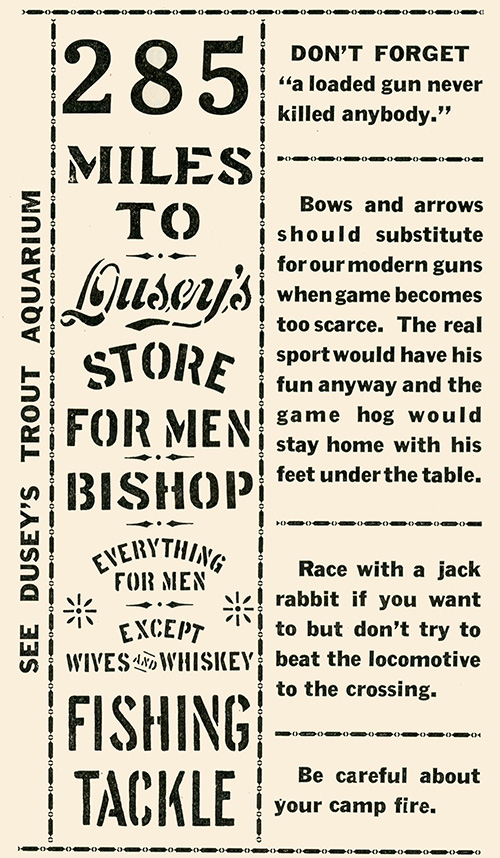 SEE DUSEY'S TROUT AQUARIUM
285
MILES
TO
Dusey's
STORE
FOR MEN
BISHOP
EVERYTHING
FOR MEN
EXCEPT
WIVES AND WHISKEY
FISHING
TACKLE
DON'T FORGET
“a loaded gun never
killed anybody.”
Bows and arrows
should substitute
for our modern guns
when game becomes
too scarce. The real
sport would have his
fun anyway and the
game hog would
stay home with his
feet under the table.
Race with a jack
rabbit if you want
to but don't try to
beat the locomotive
to the crossing.
Be careful about
your camp fire.